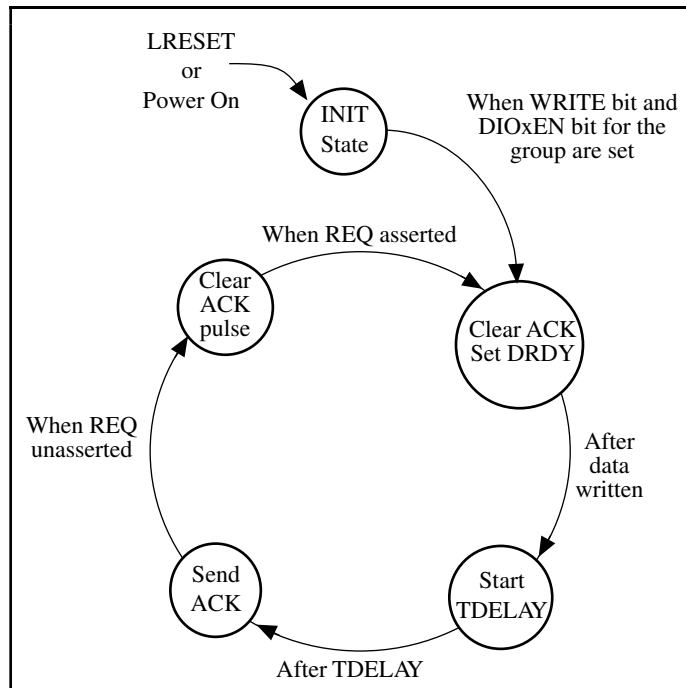 LRESET
or
Power On
INIT
State
When WRITE bit and
DIOxEN bit for the
group are set
When REQ asserted
Clear
ACK
pulse
Clear ACK
Set DRDY
When REQ
unasserted
After
data
written
Send
ACK
Start
TDELAY
After TDELAY